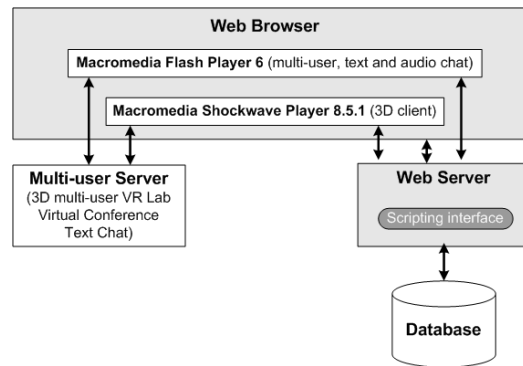 Web Browser
Macromedia Flash Player 6 (multi-user, text and audio chat)
Macromedia Shockwave Player 8.5.1 (3D client)
Multi-user Server
(3D multi-user VR Lab
Virtual Conference
Text Chat)
Web Server
Scripting interface
Database